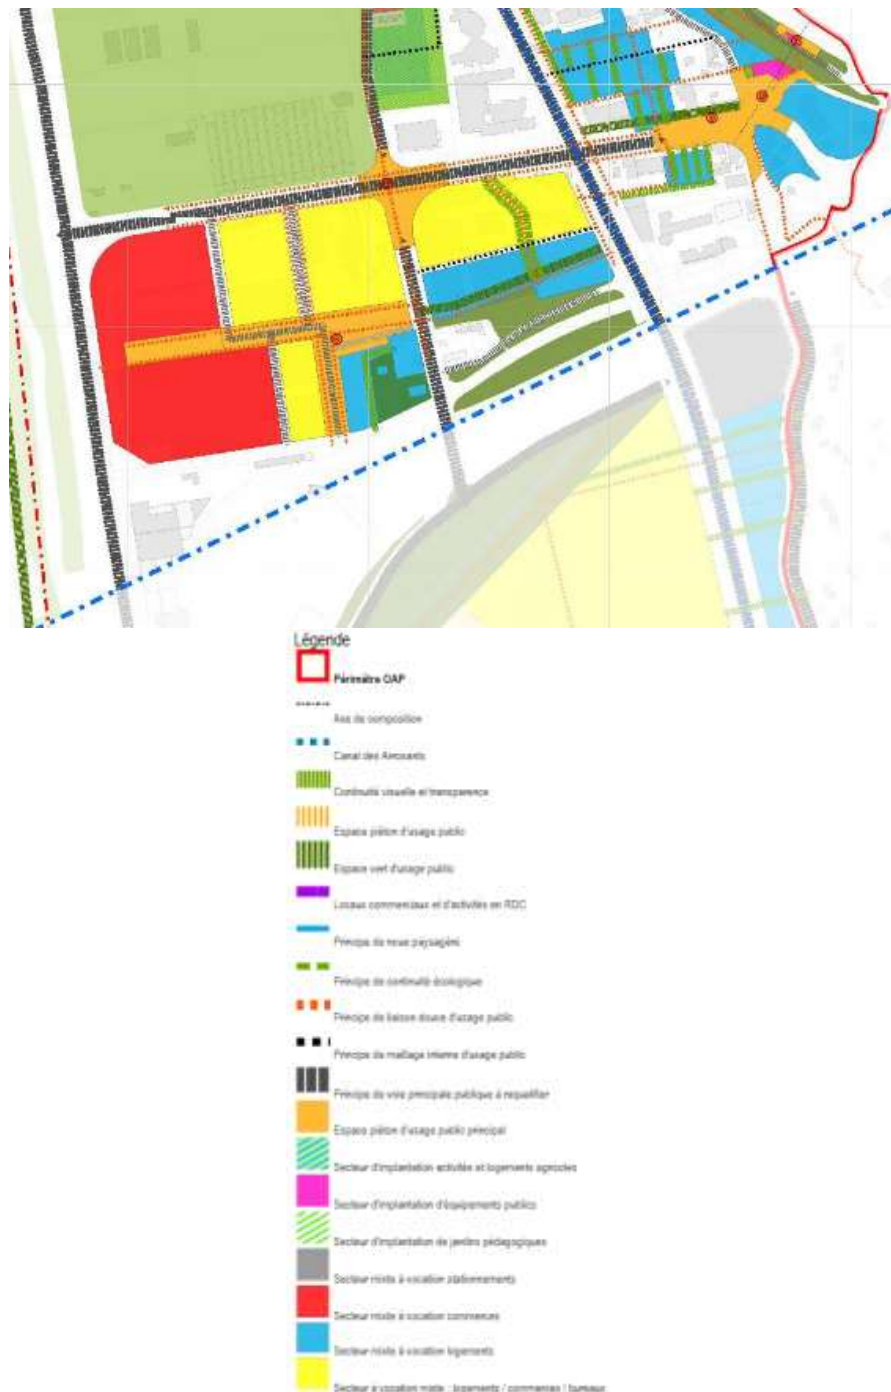 Légende
Périmètre OAP
Axe de composition
Canal des Arrosants
Continuité visuelle et transparence
Espace piéton d'usage public
Espace vert d'usage public
Locaux commerciaux et d'activités en RDC
Principe de noue paysagère
Principe de continuité écologique
Principe de liaison douce d'usage public
Principe de maillage interne d'usage public
Principe de voie principale publique à requalifier
Espace piéton d'usage public principal
Secteur d'implantation activités et logements agricoles
Secteur d'implantation d'équipements publics
Secteur d'implantation de jardins pédagogiques
Secteur mixte à vocation stationnements
Secteur mixte à vocation commerces
Secteur mixte à vocation logements
Secteur à vocation mixte : logements / commerces / bureaux